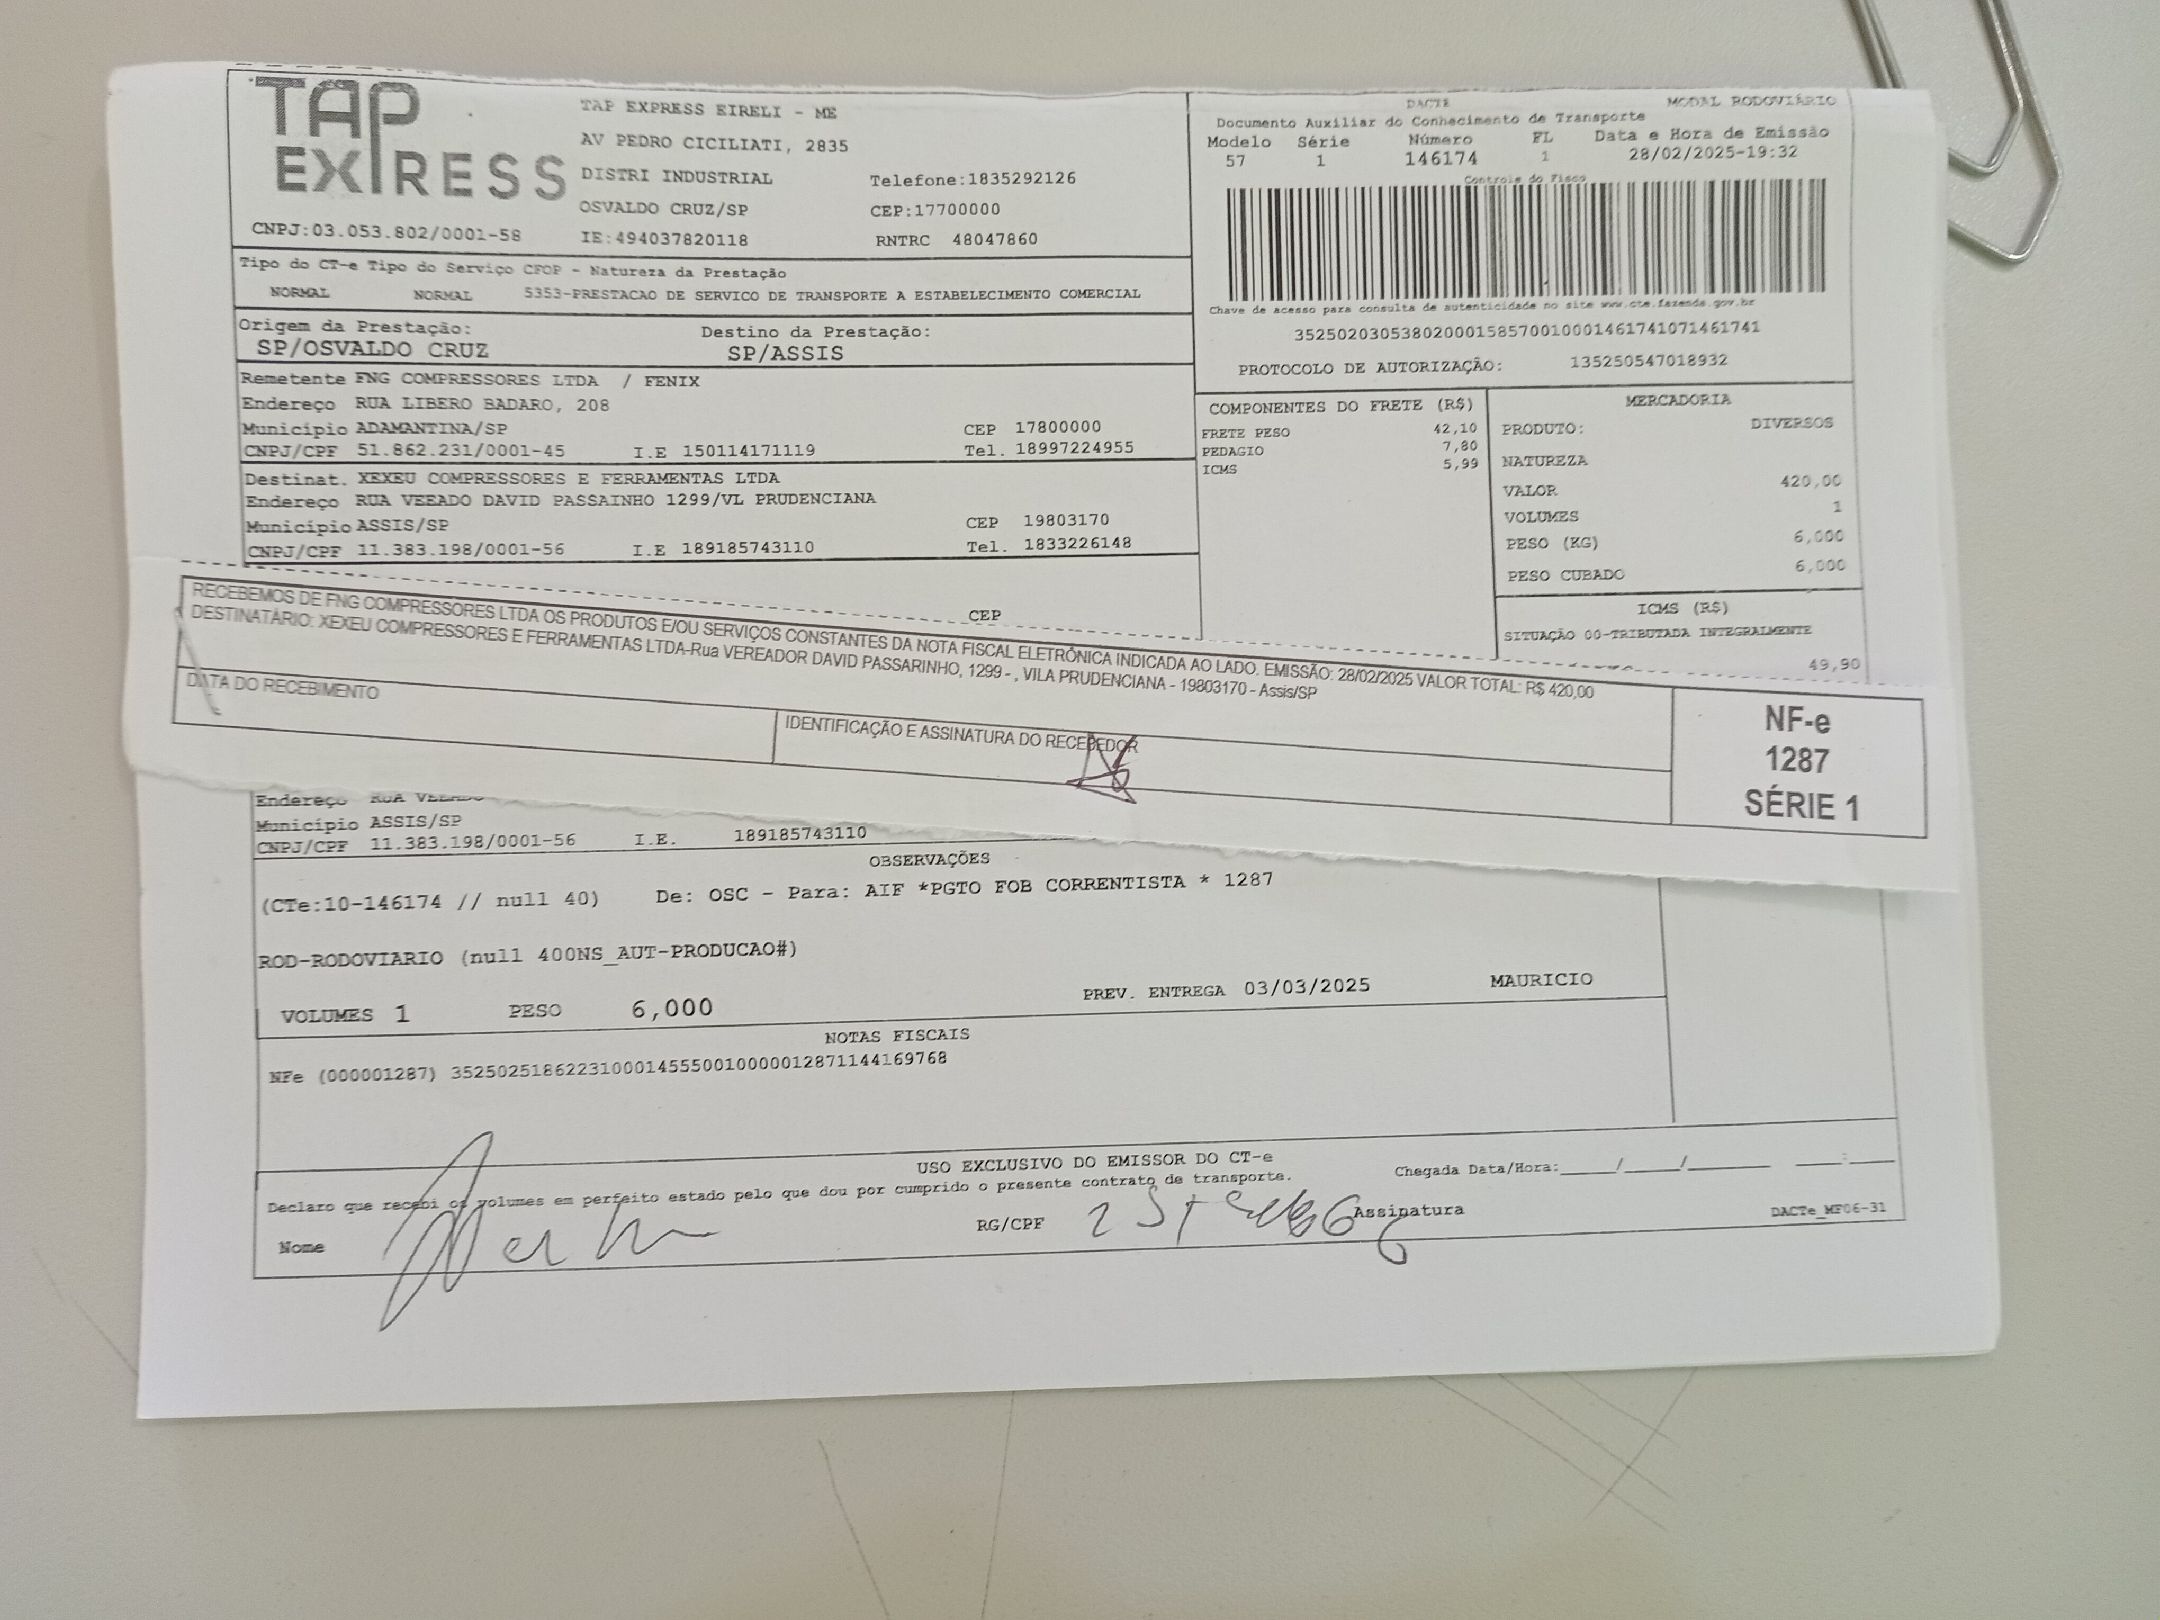 TAP
EXPRESS
TAP EXPRESS EIRELI - ME
AV PEDRO CICILIATI, 2835
DISTRI INDUSTRIAL Telefone:1835292126
OSVALDO CRUZ/SP CEP:17700000
CNPJ:03.053.802/0001-58 IE:494037820118 RNTRC 48047860
DACTE MODAL RODOVIÁRIO
Documento Auxiliar do Conhecimento de Transporte
Modelo Série Número FL Data e Hora de Emissão
57 1 146174 1 28/02/2025-19:32
Controle do Fisco
Chave de acesso para consulta de autenticidade no site www.cte.fazenda.gov.br
35250203053802000158570010001461741071461741
PROTOCOLO DE AUTORIZAÇÃO: 135250547018932
Tipo do CT-e Tipo do Serviço CFOP - Natureza da Prestação
NORMAL NORMAL 5353-PRESTACAO DE SERVICO DE TRANSPORTE A ESTABELECIMENTO COMERCIAL
Origem da Prestação: Destino da Prestação:
SP/OSVALDO CRUZ SP/ASSIS
Remetente FNG COMPRESSORES LTDA / FENIX
Endereço RUA LIBERO BADARO, 208
Município ADAMANTINA/SP CEP 17800000
CNPJ/CPF 51.862.231/0001-45 I.E 150114171119 Tel. 18997224955
Destinat. XEXEU COMPRESSORES E FERRAMENTAS LTDA
Endereço RUA VEEADO DAVID PASSAINHO 1299/VL PRUDENCIANA
Município ASSIS/SP CEP 19803170
CNPJ/CPF 11.383.198/0001-56 I.E 189185743110 Tel. 1833226148
CEP
COMPONENTES DO FRETE (R$)
FRETE PESO 42,10
PEDAGIO 7,80
ICMS 5,99
MERCADORIA
PRODUTO: DIVERSOS
NATUREZA
VALOR 420,00
VOLUMES 1
PESO (KG) 6,000
PESO CUBADO 6,000
ICMS (R$)
SITUAÇÃO 00-TRIBUTADA INTEGRALMENTE
49,90
RECEBEMOS DE FNG COMPRESSORES LTDA OS PRODUTOS E/OU SERVIÇOS CONSTANTES DA NOTA FISCAL ELETRÔNICA INDICADA AO LADO. EMISSÃO: 28/02/2025 VALOR TOTAL: R$ 420,00
DESTINATÁRIO: XEXEU COMPRESSORES E FERRAMENTAS LTDA-Rua VEREADOR DAVID PASSARINHO, 1299 - , VILA PRUDENCIANA - 19803170 - Assis/SP
DATA DO RECEBIMENTO
IDENTIFICAÇÃO E ASSINATURA DO RECEBEDOR
NF-e
1287
SÉRIE 1
Endereço RUA VEEADO
Município ASSIS/SP
CNPJ/CPF 11.383.198/0001-56 I.E. 189185743110
OBSERVAÇÕES
(CTe:10-146174 // null 40) De: OSC - Para: AIF *PGTO FOB CORRENTISTA * 1287
ROD-RODOVIARIO (null 400NS_AUT-PRODUCAO#)
VOLUMES 1 PESO 6,000 PREV. ENTREGA 03/03/2025 MAURICIO
NOTAS FISCAIS
NFe (000001287) 35250251862231000145550010000012871144169768
USO EXCLUSIVO DO EMISSOR DO CT-e
Declaro que recebi os volumes em perfeito estado pelo que dou por cumprido o presente contrato de transporte.
Chegada Data/Hora:____/____/______ ___:___
Nome RG/CPF Assinatura DACTe_MF06-31